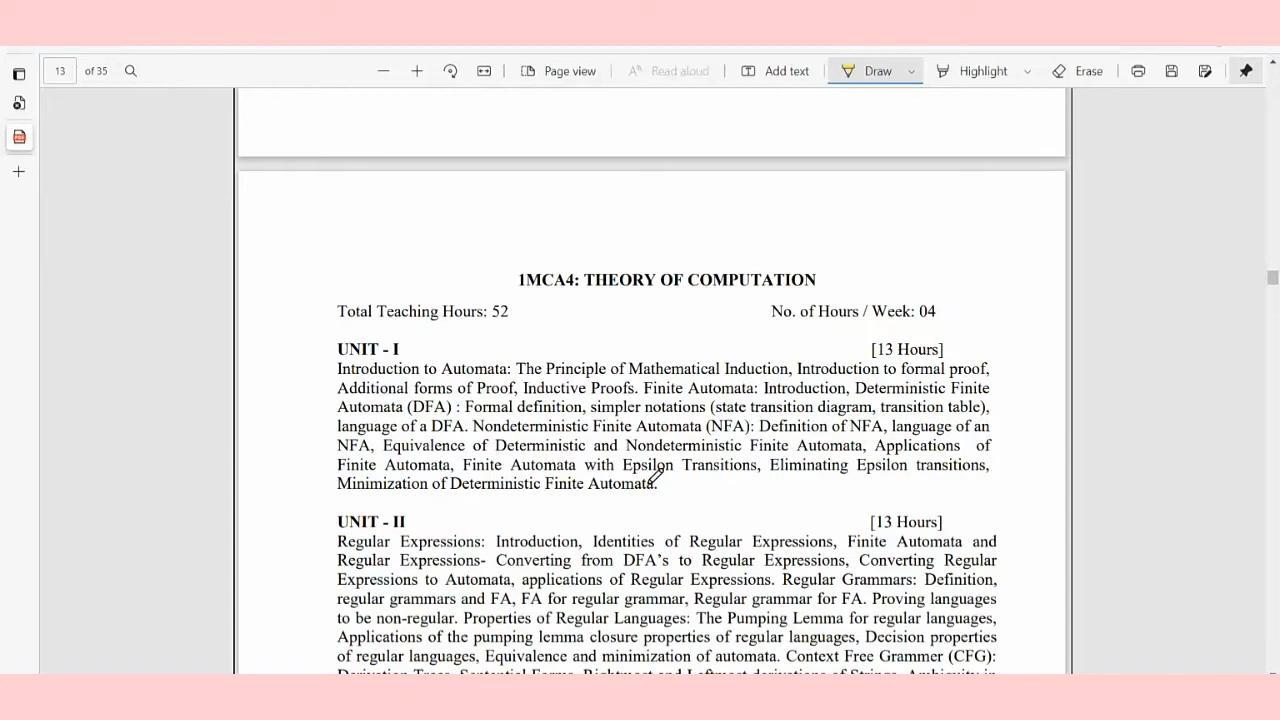 13 of 35 Page view Read aloud Add text Draw Highlight Erase
1MCA4: THEORY OF COMPUTATION
Total Teaching Hours: 52 No. of Hours / Week: 04
UNIT - I [13 Hours]
Introduction to Automata: The Principle of Mathematical Induction, Introduction to formal proof,
Additional forms of Proof, Inductive Proofs. Finite Automata: Introduction, Deterministic Finite
Automata (DFA) : Formal definition, simpler notations (state transition diagram, transition table),
language of a DFA. Nondeterministic Finite Automata (NFA): Definition of NFA, language of an
NFA, Equivalence of Deterministic and Nondeterministic Finite Automata, Applications of
Finite Automata, Finite Automata with Epsilon Transitions, Eliminating Epsilon transitions,
Minimization of Deterministic Finite Automata.
UNIT - II [13 Hours]
Regular Expressions: Introduction, Identities of Regular Expressions, Finite Automata and
Regular Expressions- Converting from DFA's to Regular Expressions, Converting Regular
Expressions to Automata, applications of Regular Expressions. Regular Grammars: Definition,
regular grammars and FA, FA for regular grammar, Regular grammar for FA. Proving languages
to be non-regular. Properties of Regular Languages: The Pumping Lemma for regular languages,
Applications of the pumping lemma closure properties of regular languages, Decision properties
of regular languages, Equivalence and minimization of automata. Context Free Grammer (CFG):
Derivation Trees, Sentential Forms, Rightmost and Leftmost derivations of Strings, Ambiguity in